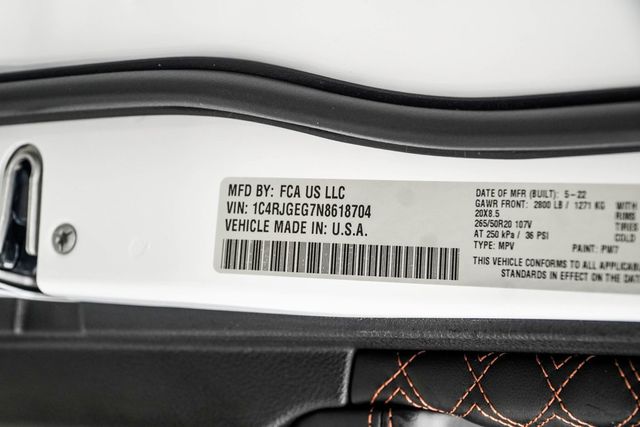 MFD BY: FCA US LLC
VIN: 1C4RJGEG7N8618704
VEHICLE MADE IN: U.S.A.
DATE OF MFR (BUILT): 5-22
GAWR FRONT: 2800 LB / 1271 KG WITH
20X8.5 RIMS
265/50R20 107V TIRES
AT 250 kPa / 36 PSI COLD
TYPE: MPV PAINT: PW7
THIS VEHICLE CONFORMS TO ALL APPLICABLE
STANDARDS IN EFFECT ON THE DAT